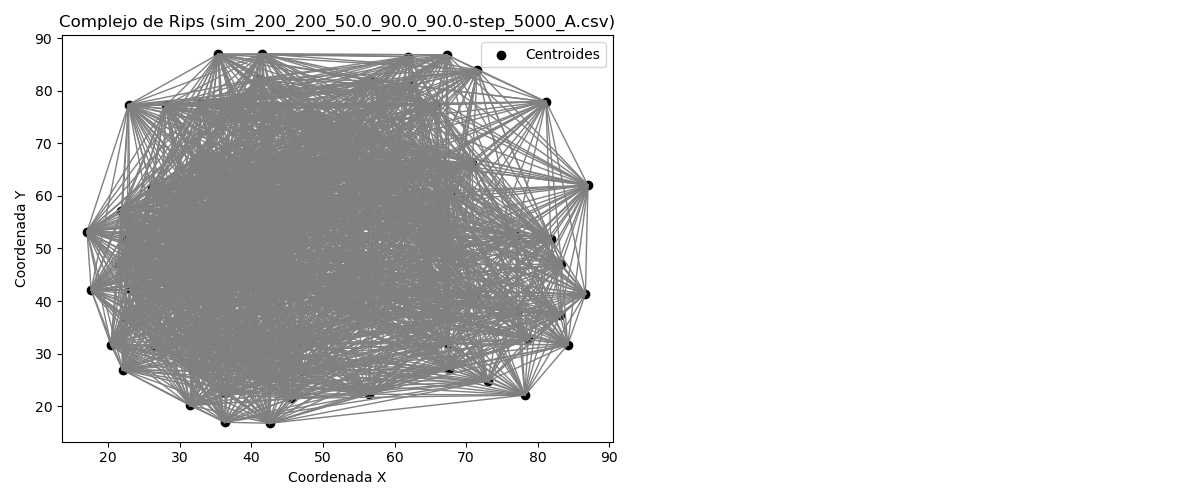 Complejo de Rips (sim_200_200_50.0_90.0_90.0-step_5000_A.csv)
Centroides
90
80
70
60
50
40
30
20
Coordenada Y
20 30 40 50 60 70 80 90
Coordenada X